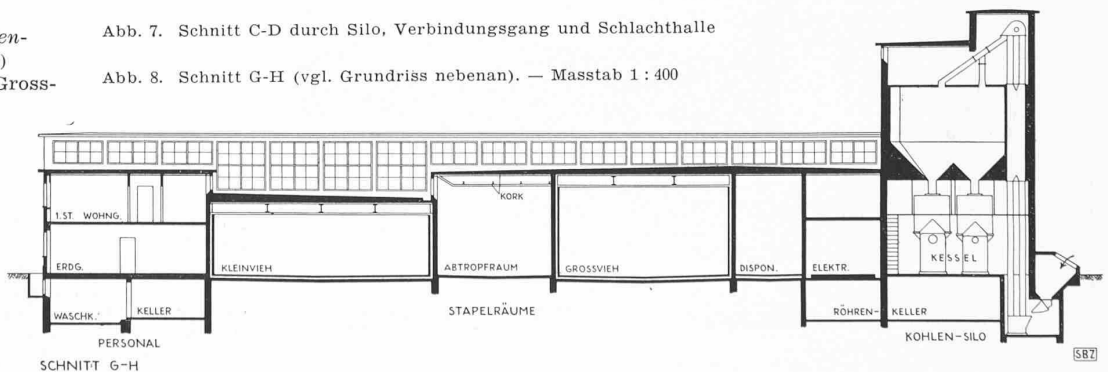 en-
)
Gross-
Abb. 7. Schnitt C-D durch Silo, Verbindungsgang und Schlachthalle
Abb. 8. Schnitt G-H (vgl. Grundriss nebenan). — Masstab 1 : 400
KORK
1.ST. WOHNG.
ERDG.
KLEINVIEH
ABTROPFRAUM
GROSSVIEH
DISPON.
ELEKTR.
KESSEL
WASCHK.
KELLER
STAPELRÄUME
RÖHREN-KELLER
PERSONAL
KOHLEN-SILO
SCHNITT G-H
SBZ